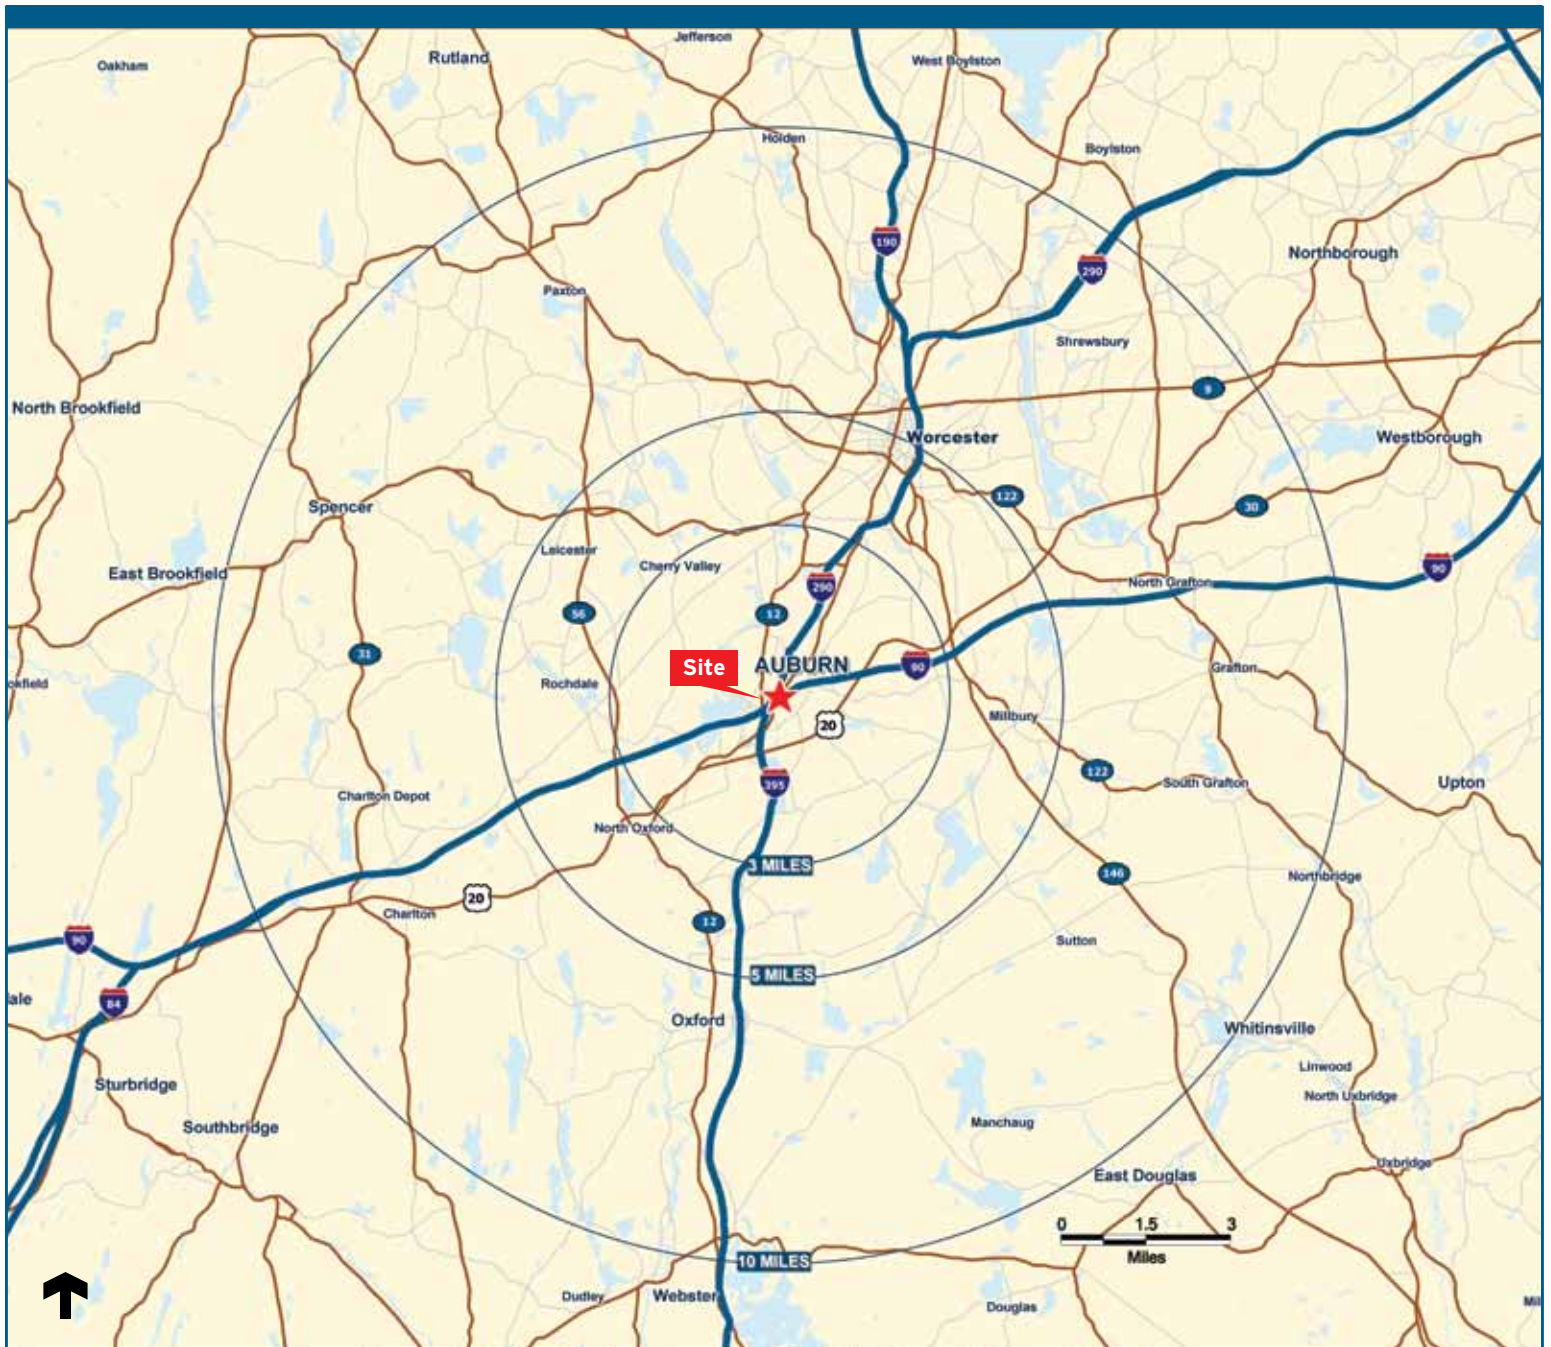 Jefferson
Rutland
Oakham
West Boylston
Holden
Boylston
190
Northborough
290
Paxton
Shrewsbury
9
North Brookfield
Worcester
Westborough
122
Spencer
30
Leicester
Cherry Valley
East Brookfield
90
North Grafton
290
56
12
31
Site
AUBURN
90
Grafton
okfield
Rochdale
Millbury
20
122
395
South Grafton
Upton
Charlton Depot
North Oxford
3 MILES
146
Northbridge
20
Charlton
12
90
Sutton
5 MILES
ale
84
Oxford
Whitinsville
Linwood
Sturbridge
North Uxbridge
Southbridge
Manchaug
Uxbridge
East Douglas
0 1.5 3
Miles
10 MILES
Dudley
Webster
Douglas
Mil